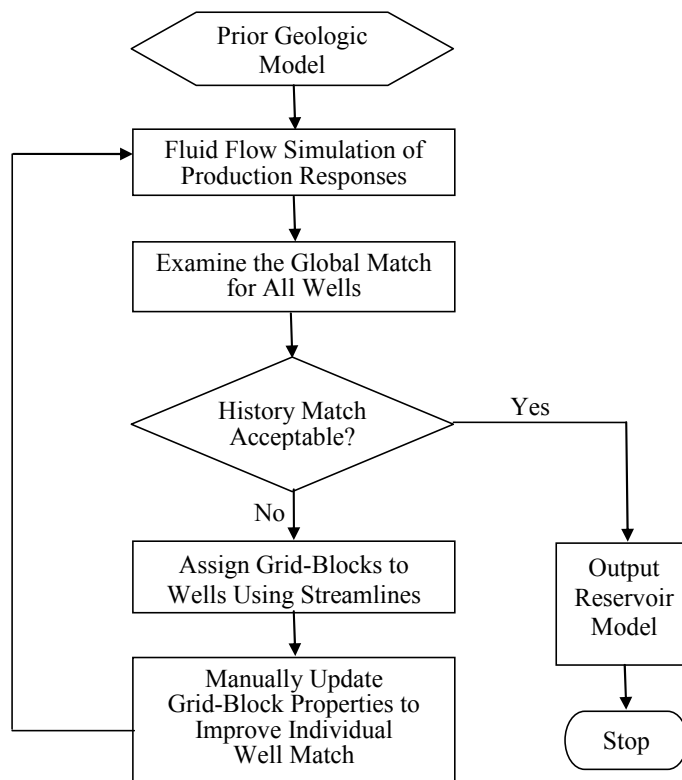 Prior Geologic
Model
Fluid Flow Simulation of
Production Responses
Examine the Global Match
for All Wells
History Match
Acceptable?
Yes
No
Assign Grid-Blocks to
Wells Using Streamlines
Output
Reservoir
Model
Manually Update
Grid-Block Properties to
Improve Individual
Well Match
Stop